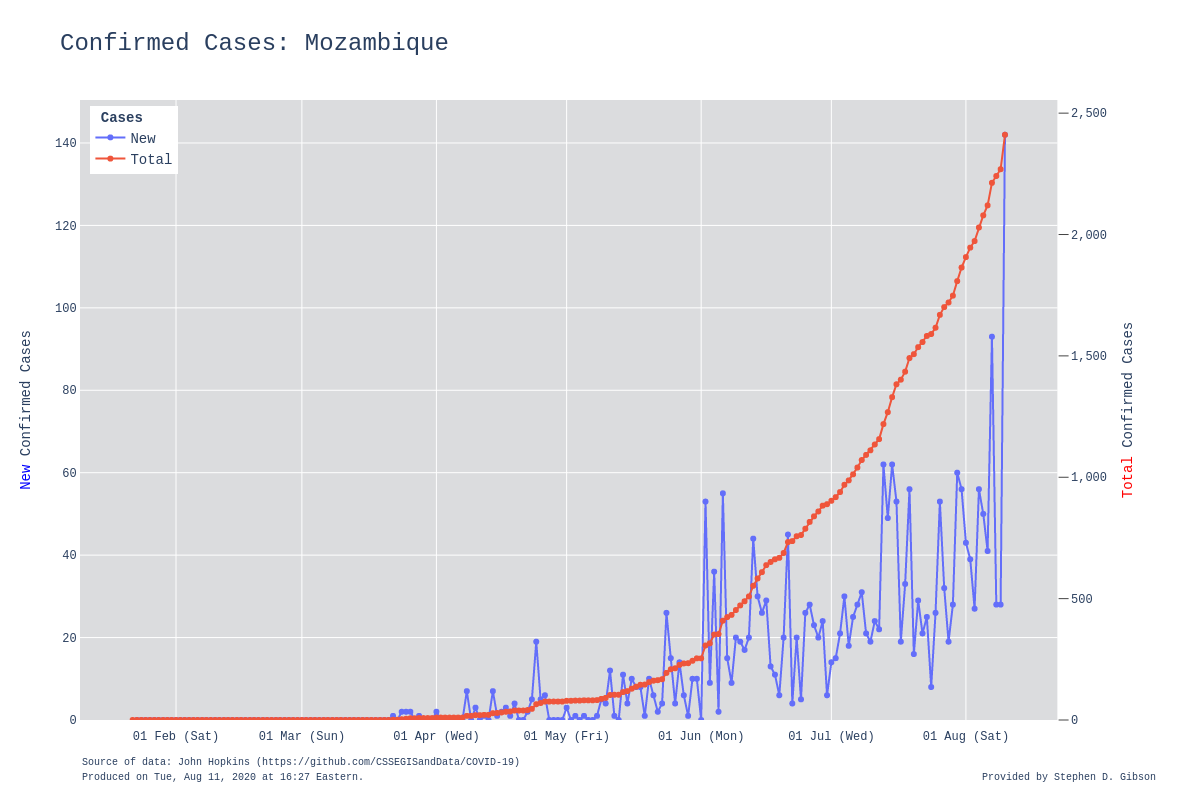 Confirmed Cases: Mozambique
Cases
New
Total
140
120
100
80
60
40
20
0
2,500
2,000
1,500
1,000
500
0
New Confirmed Cases
Total Confirmed Cases
01 Feb (Sat)
01 Mar (Sun)
01 Apr (Wed)
01 May (Fri)
01 Jun (Mon)
01 Jul (Wed)
01 Aug (Sat)
Source of data: John Hopkins (https://github.com/CSSEGISandData/COVID-19)
Produced on Tue, Aug 11, 2020 at 16:27 Eastern.
Provided by Stephen D. Gibson